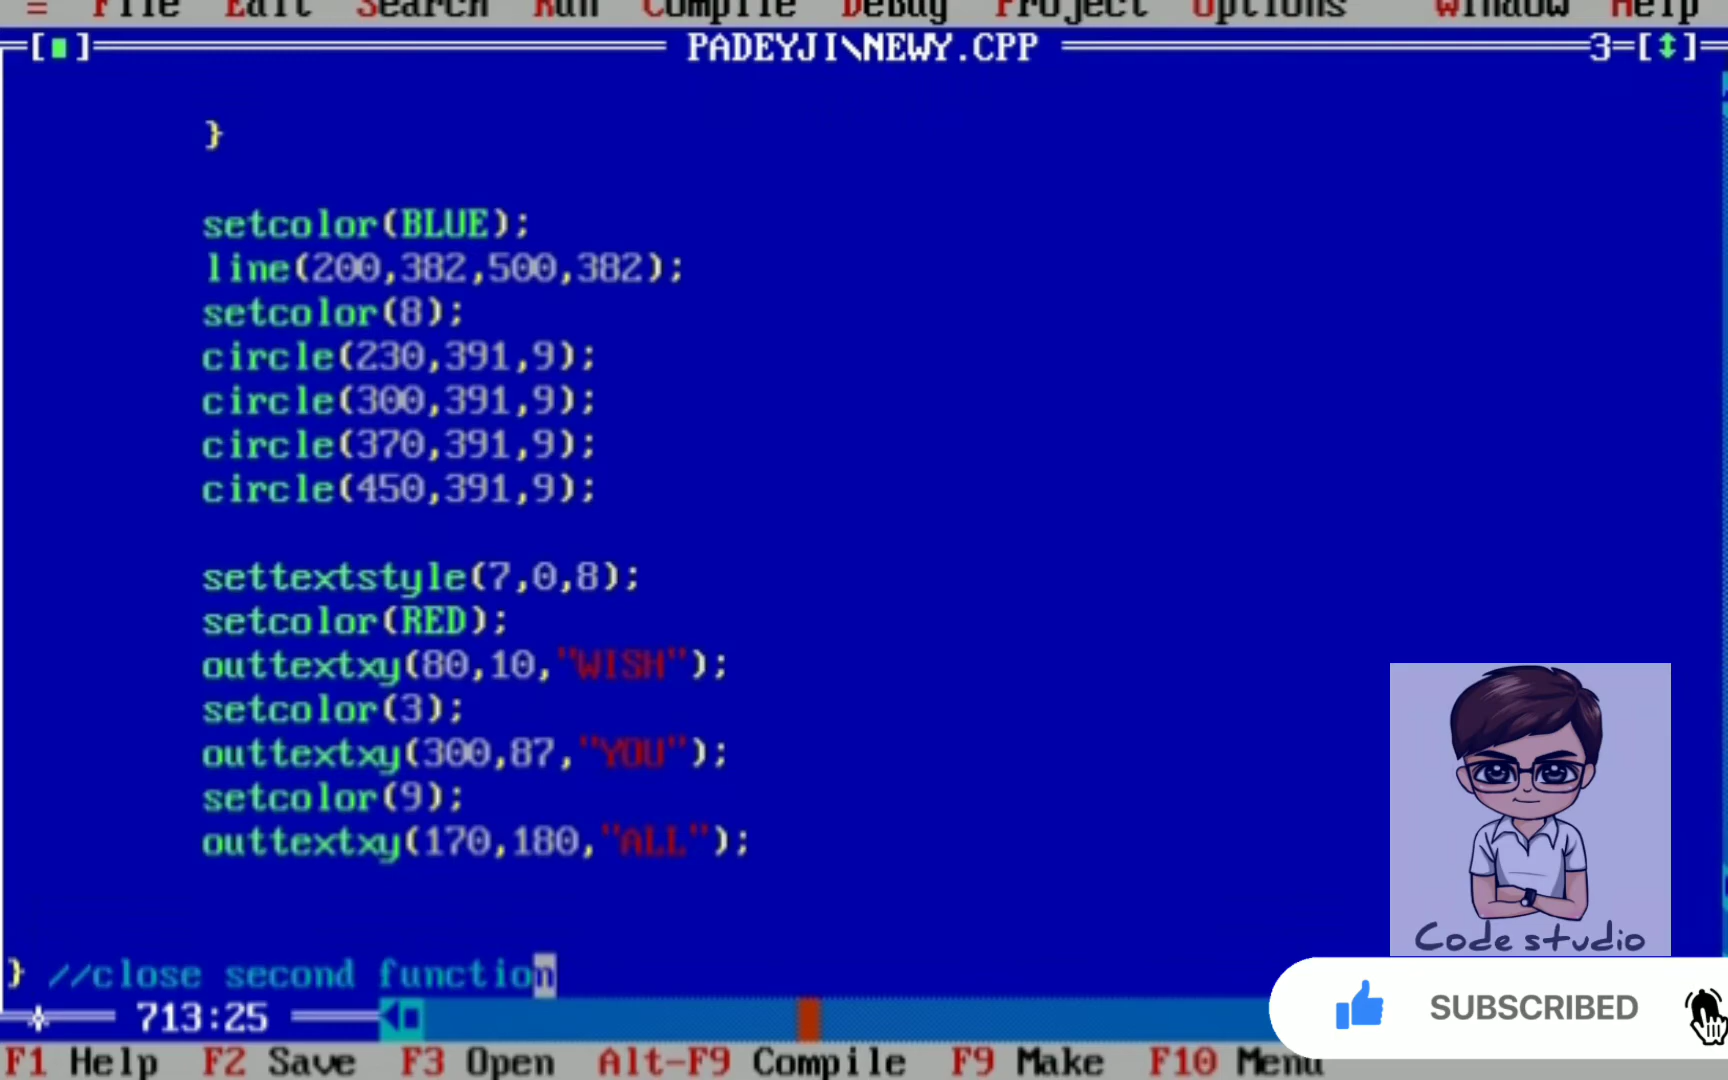 = File Edit Search Run Compile Debug Project Options Window Help
[■] PADEYJI\NEWY.CPP 3=[↕]
}
setcolor(BLUE);
line(200,382,500,382);
setcolor(8);
circle(230,391,9);
circle(300,391,9);
circle(370,391,9);
circle(450,391,9);
settextstyle(7,0,8);
setcolor(RED);
outtextxy(80,10,"WISH");
setcolor(3);
outtextxy(300,87,"YOU");
setcolor(9);
outtextxy(170,180,"ALL");
Code studio
} //close second function
SUBSCRIBED
713:25
F1 Help F2 Save F3 Open Alt-F9 Compile F9 Make F10 Menu